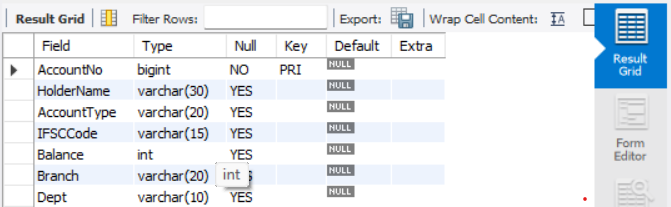 Result Grid Filter Rows: Export: Wrap Cell Content: IA
Field Type Null Key Default Extra
AccountNo bigint NO PRI NULL
HolderName varchar(30) YES NULL
AccountType varchar(20) YES NULL
IFSCCode varchar(15) YES NULL
Balance int YES NULL
Branch varchar(20) NULL
int
Dept varchar(10) YES NULL
Result
Grid
Form
Editor